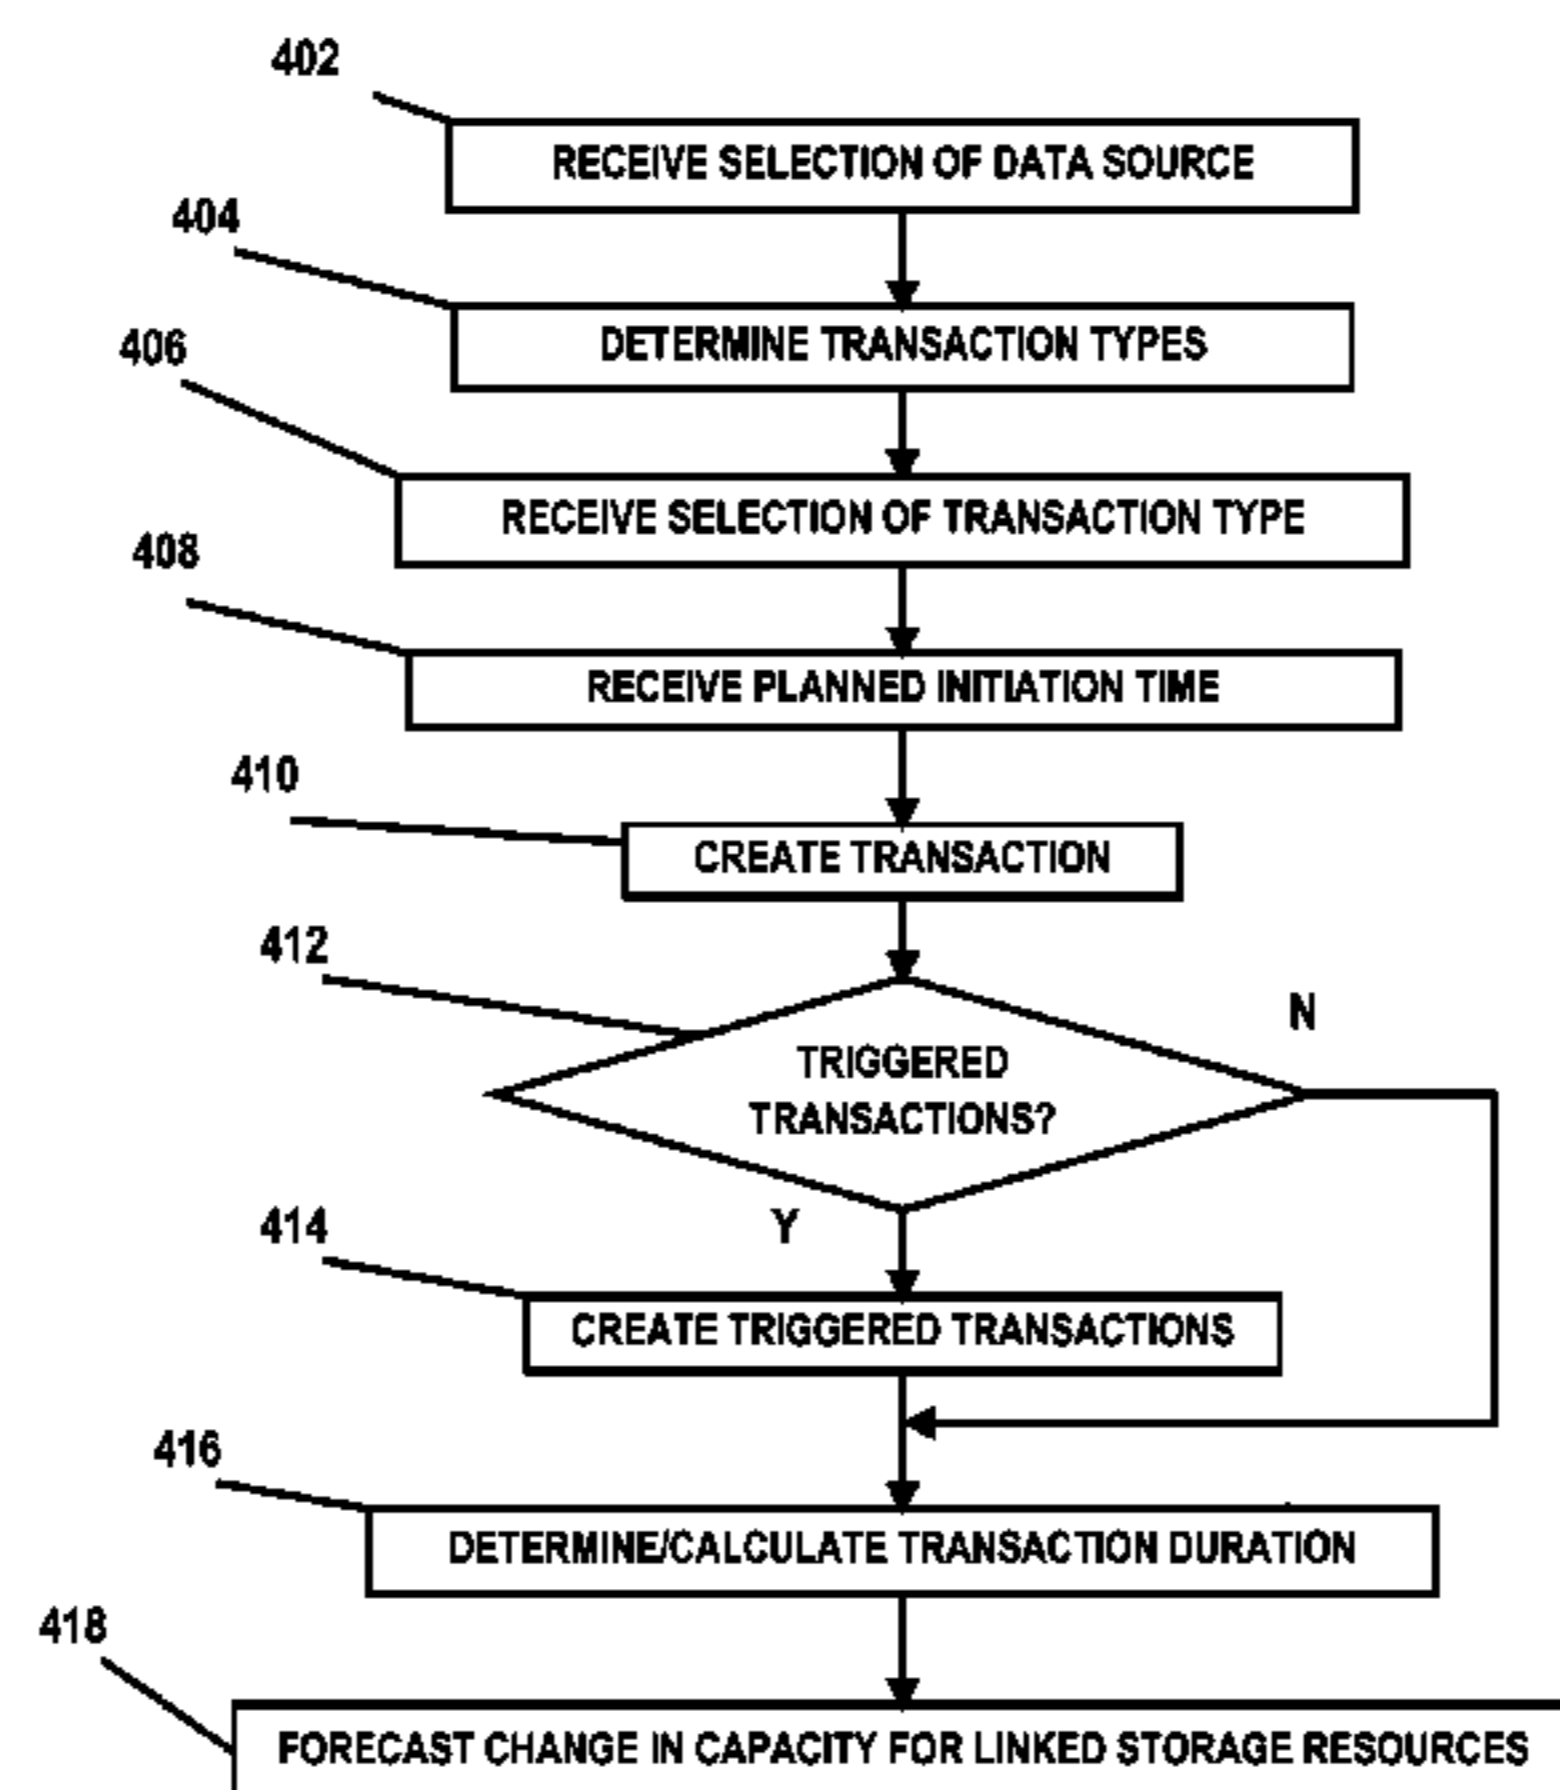 402
RECEIVE SELECTION OF DATA SOURCE
404
DETERMINE TRANSACTION TYPES
406
RECEIVE SELECTION OF TRANSACTION TYPE
408
RECEIVE PLANNED INITIATION TIME
410
CREATE TRANSACTION
412
N
TRIGGERED
TRANSACTIONS?
Y
414
CREATE TRIGGERED TRANSACTIONS
416
DETERMINE/CALCULATE TRANSACTION DURATION
418
FORECAST CHANGE IN CAPACITY FOR LINKED STORAGE RESOURCES